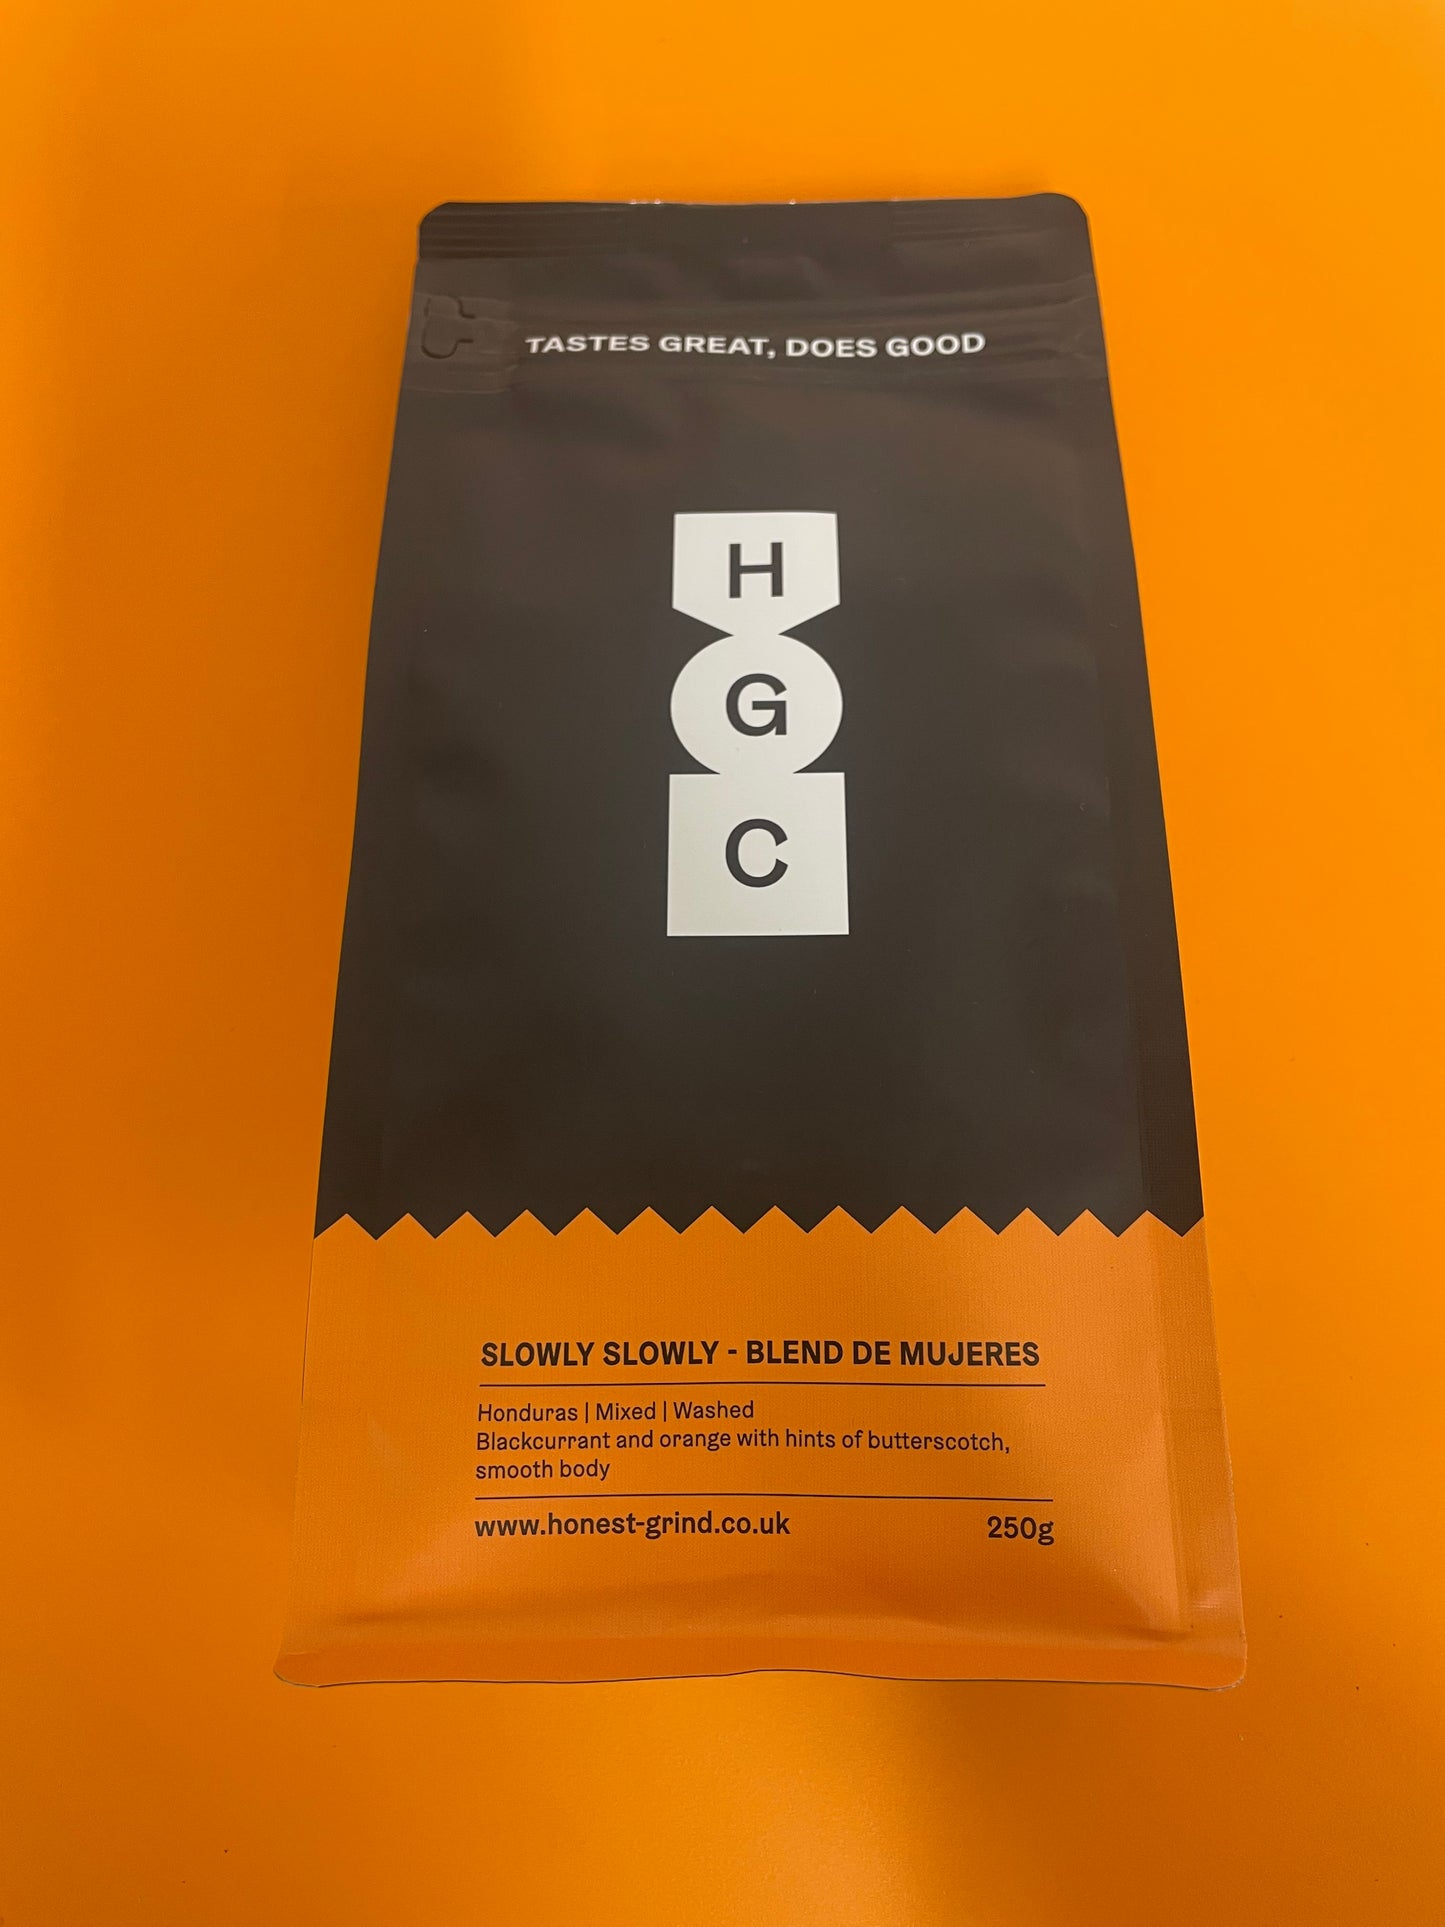 TASTES GREAT, DOES GOOD
H
G
C
SLOWLY SLOWLY - BLEND DE MUJERES
Honduras | Mixed | Washed
Blackcurrant and orange with hints of butterscotch,
smooth body
www.honest-grind.co.uk 250g